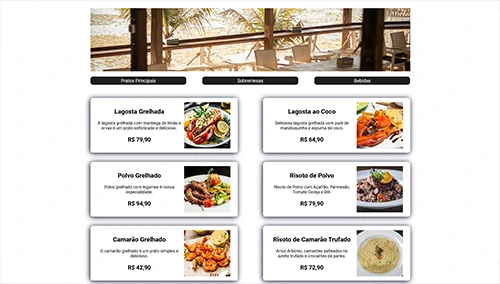 Pratos Principais
Sobremesas
Bebidas
Lagosta Grelhada
A lagosta grelhada com manteiga de limão e
ervas é um prato sofisticado e delicioso.
R$ 79,90
Lagosta ao Coco
Deliciosa lagosta grelhada com purê de
mandioquinha e espuma de coco.
R$ 64,90
Polvo Grelhado
Polvo grelhado com legumes é nossa
especialidade.
R$ 94,90
Risoto de Polvo
Risoto de Polvo com Açafrão, Parmesão,
Tomate Cereja e Dill.
R$ 79,90
Camarão Grelhado
O camarão grelhado é um prato simples e
delicioso.
R$ 42,90
Risoto de Camarão Trufado
Arroz Arbóreo, camarões salteados no
azeite trufado e crocantes de panko.
R$ 72,90